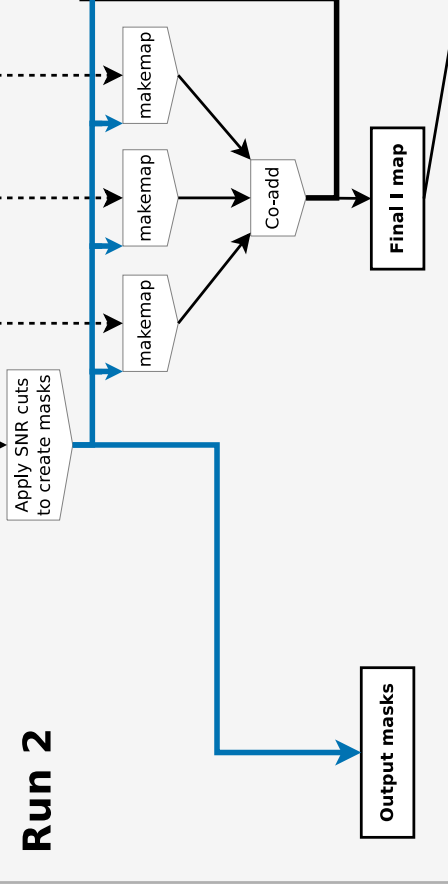 Run 2
Apply SNR cuts
to create masks
makemap
makemap
makemap
Co-add
Final I map
Output masks